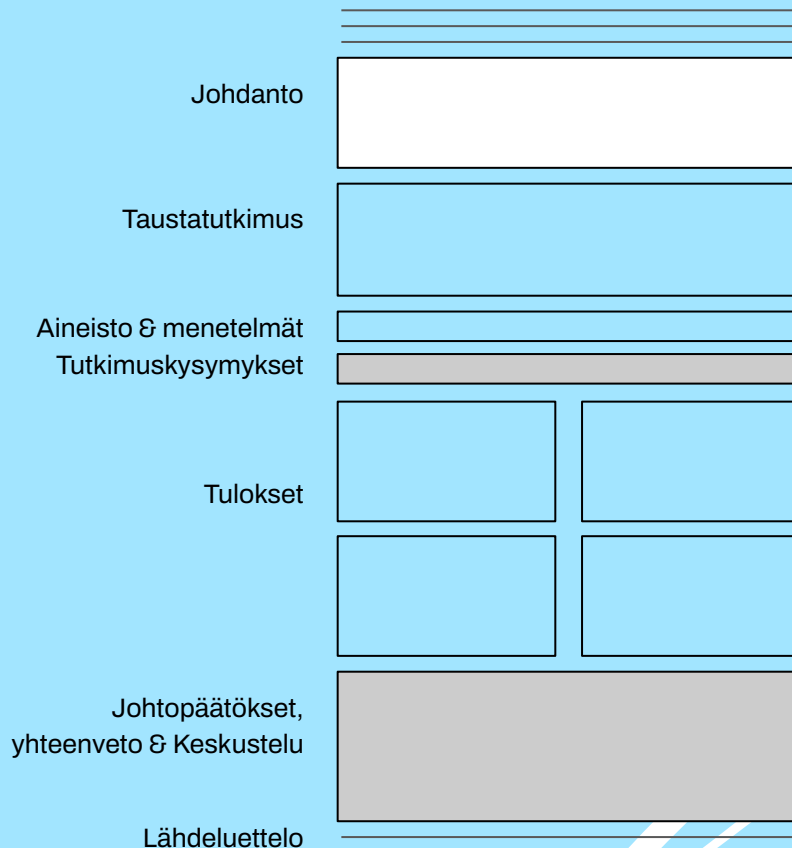 Johdanto
Taustatutkimus
Aineisto & menetelmät
Tutkimuskysymykset
Tulokset
Johtopäätökset,
yhteenveto & Keskustelu
Lähdeluettelo